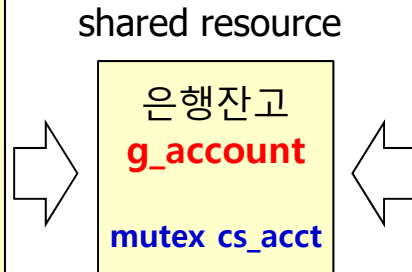 shared resource
은행잔고
g_account
mutex cs_acct